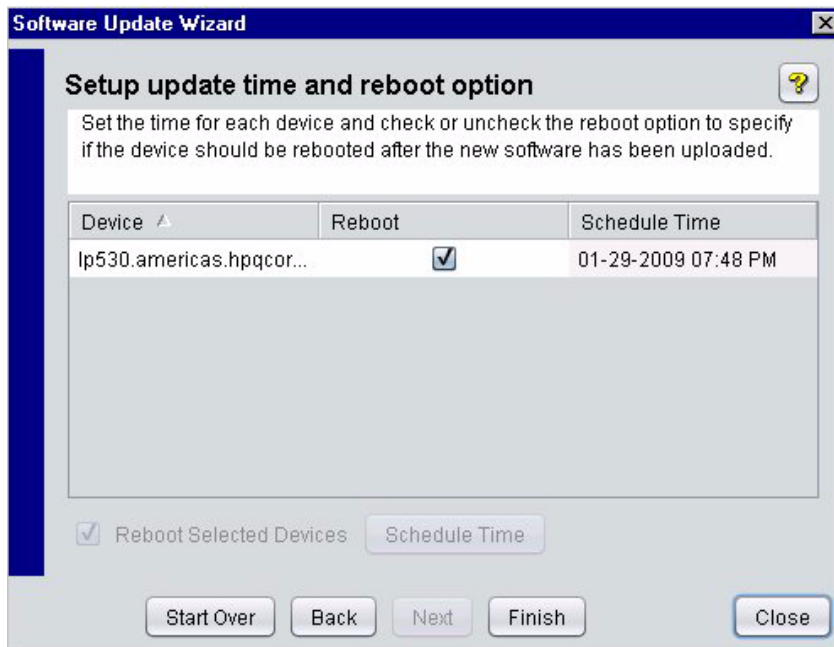 Software Update Wizard
Setup update time and reboot option
?
Set the time for each device and check or uncheck the reboot option to specify
if the device should be rebooted after the new software has been uploaded.
Device Reboot Schedule Time
lp530.americas.hpqcor... 01-29-2009 07:48 PM
Reboot Selected Devices Schedule Time
Start Over Back Next Finish Close